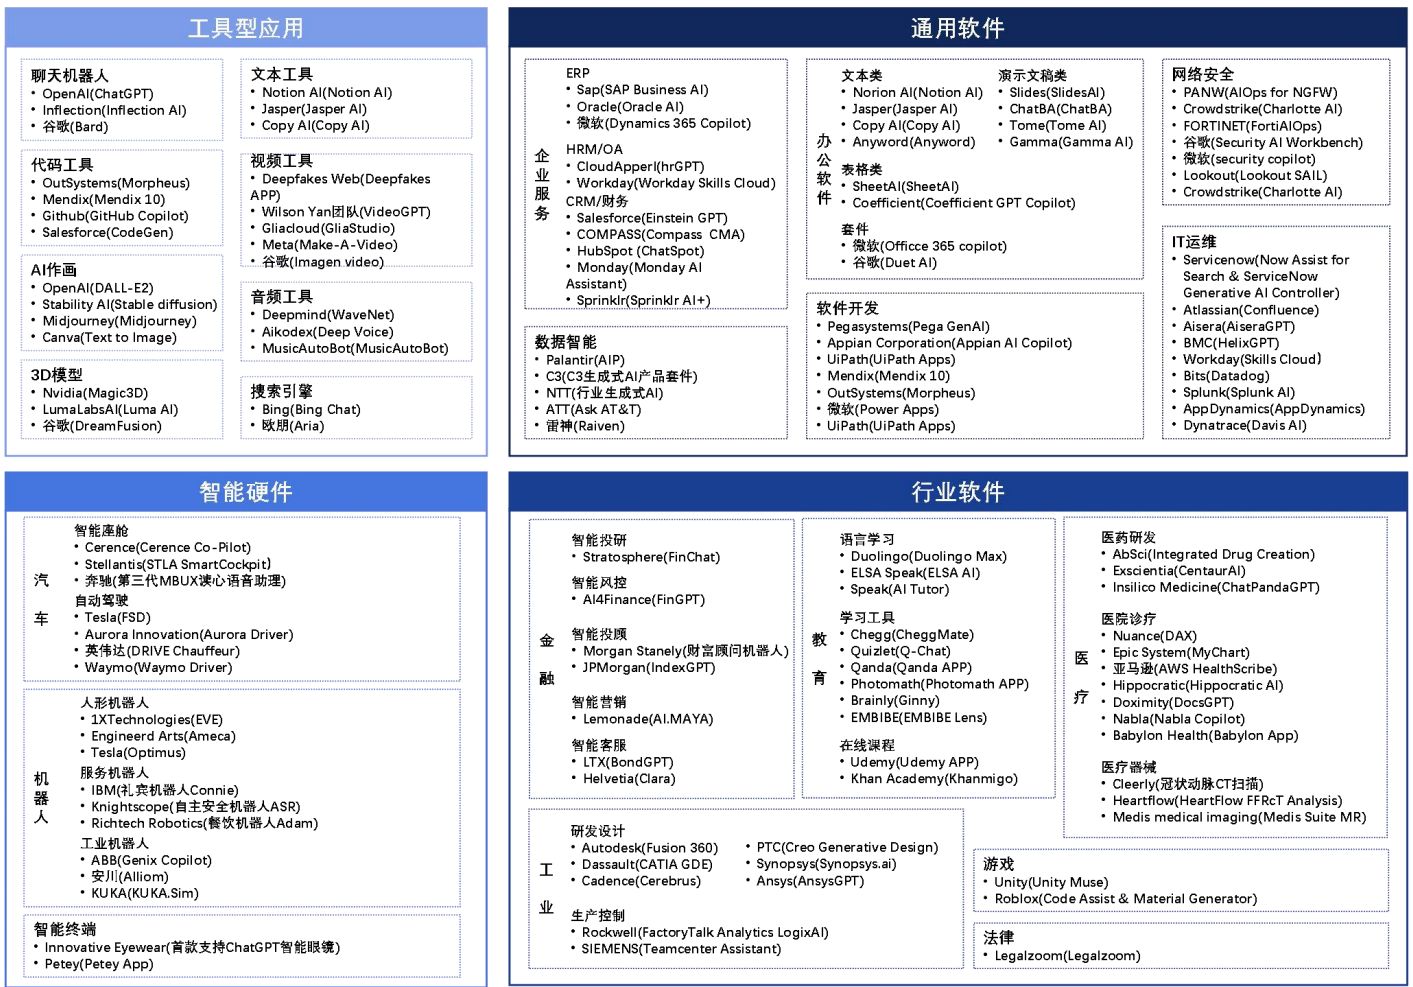 工具型应用
聊天机器人
• OpenAI(ChatGPT)
• Inflection(Inflection AI)
• 谷歌(Bard)
代码工具
• OutSystems(Morpheus)
• Mendix(Mendix 10)
• Github(GitHub Copilot)
• Salesforce(CodeGen)
AI作画
• OpenAI(DALL-E2)
• Stability AI(Stable diffusion)
• Midjourney(Midjourney)
• Canva(Text to Image)
3D模型
• Nvidia(Magic3D)
• LumaLabsAI(Luma AI)
• 谷歌(DreamFusion)
文本工具
• Notion AI(Notion AI)
• Jasper(Jasper AI)
• Copy AI(Copy AI)
视频工具
• Deepfakes Web(Deepfakes
APP)
• Wilson Yan团队(VideoGPT)
• Gliacloud(GliaStudio)
• Meta(Make-A-Video)
• 谷歌(Imagen video)
音频工具
• Deepmind(WaveNet)
• Aikodex(Deep Voice)
• MusicAutoBot(MusicAutoBot)
搜索引擎
• Bing(Bing Chat)
• 欧朋(Aria)
通用软件
企业服务
ERP
• Sap(SAP Business AI)
• Oracle(Oracle AI)
• 微软(Dynamics 365 Copilot)
HRM/OA
• CloudApperl(hrGPT)
• Workday(Workday Skills Cloud)
CRM/财务
• Salesforce(Einstein GPT)
• COMPASS(Compass CMA)
• HubSpot (ChatSpot)
• Monday(Monday AI
Assistant)
• Sprinklr(Sprinklr AI+)
数据智能
• Palantir(AIP)
• C3(C3生成式AI产品套件)
• NTT(行业生成式AI)
• ATT(Ask AT&T)
• 雷神(Raiven)
办公软件
文本类
• Norion AI(Notion AI)
• Jasper(Jasper AI)
• Copy AI(Copy AI)
• Anyword(Anyword)
演示文稿类
• Slides(SlidesAI)
• ChatBA(ChatBA)
• Tome(Tome AI)
• Gamma(Gamma AI)
表格类
• SheetAI(SheetAI)
• Coefficient(Coefficient GPT Copilot)
套件
• 微软(Officce 365 copilot)
• 谷歌(Duet AI)
软件开发
• Pegasystems(Pega GenAI)
• Appian Corporation(Appian AI Copilot)
• UiPath(UiPath Apps)
• Mendix(Mendix 10)
• OutSystems(Morpheus)
• 微软(Power Apps)
• UiPath(UiPath Apps)
网络安全
• PANW(AIOps for NGFW)
• Crowdstrike(Charlotte AI)
• FORTINET(FortiAIOps)
• 谷歌(Security AI Workbench)
• 微软(security copilot)
• Lookout(Lookout SAIL)
• Crowdstrike(Charlotte AI)
IT运维
• Servicenow(Now Assist for
Search & ServiceNow
Generative AI Controller)
• Atlassian(Confluence)
• Aisera(AiseraGPT)
• BMC(HelixGPT)
• Workday(Skills Cloud)
• Bits(Datadog)
• Splunk(Splunk AI)
• AppDynamics(AppDynamics)
• Dynatrace(Davis AI)
智能硬件
汽车
智能座舱
• Cerence(Cerence Co-Pilot)
• Stellantis(STLA SmartCockpit)
• 奔驰(第三代MBUX读心语音助理)
自动驾驶
• Tesla(FSD)
• Aurora Innovation(Aurora Driver)
• 英伟达(DRIVE Chauffeur)
• Waymo(Waymo Driver)
机器人
人形机器人
• 1XTechnologies(EVE)
• Engineerd Arts(Ameca)
• Tesla(Optimus)
服务机器人
• IBM(礼宾机器人Connie)
• Knightscope(自主安全机器人ASR)
• Richtech Robotics(餐饮机器人Adam)
工业机器人
• ABB(Genix Copilot)
• 安川(Alliom)
• KUKA(KUKA.Sim)
智能终端
• Innovative Eyewear(首款支持ChatGPT智能眼镜)
• Petey(Petey App)
行业软件
金融
智能投研
• Stratosphere(FinChat)
智能风控
• AI4Finance(FinGPT)
智能投顾
• Morgan Stanely(财富顾问机器人)
• JPMorgan(IndexGPT)
智能营销
• Lemonade(AI.MAYA)
智能客服
• LTX(BondGPT)
• Helvetia(Clara)
教育
语言学习
• Duolingo(Duolingo Max)
• ELSA Speak(ELSA AI)
• Speak(AI Tutor)
学习工具
• Chegg(CheggMate)
• Quizlet(Q-Chat)
• Qanda(Qanda APP)
• Photomath(Photomath APP)
• Brainly(Ginny)
• EMBIBE(EMBIBE Lens)
在线课程
• Udemy(Udemy APP)
• Khan Academy(Khanmigo)
医疗
医药研发
• AbSci(Integrated Drug Creation)
• Exscientia(CentaurAI)
• Insilico Medicine(ChatPandaGPT)
医院诊疗
• Nuance(DAX)
• Epic System(MyChart)
• 亚马逊(AWS HealthScribe)
• Hippocratic(Hippocratic AI)
• Doximity(DocsGPT)
• Nabla(Nabla Copilot)
• Babylon Health(Babylon App)
医疗器械
• Cleerly(冠状动脉CT扫描)
• Heartflow(HeartFlow FFRcT Analysis)
• Medis medical imaging(Medis Suite MR)
工业
研发设计
• Autodesk(Fusion 360)
• Dassault(CATIA GDE)
• Cadence(Cerebrus)
• PTC(Creo Generative Design)
• Synopsys(Synopsys.ai)
• Ansys(AnsysGPT)
生产控制
• Rockwell(FactoryTalk Analytics LogixAI)
• SIEMENS(Teamcenter Assistant)
游戏
• Unity(Unity Muse)
• Roblox(Code Assist & Material Generator)
法律
• Legalzoom(Legalzoom)